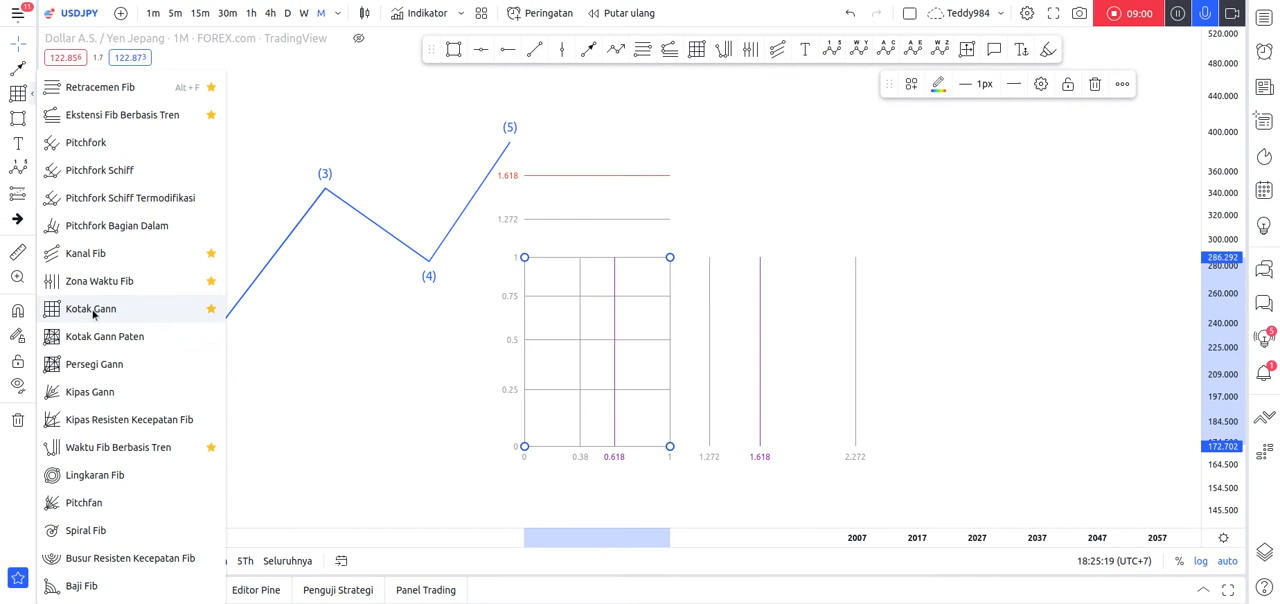 11
USDJPY
1m 5m 15m 30m 1h 4h D W M
Indikator
Peringatan
Putar ulang
Teddy984
09:00
Dollar A.S. / Yen Jepang · 1M · FOREX.com · TradingView
122.856 1.7 122.873
T
1px
Retracemen Fib Alt + F
Ekstensi Fib Berbasis Tren
Pitchfork
Pitchfork Schiff
Pitchfork Schiff Termodifikasi
Pitchfork Bagian Dalam
Kanal Fib
Zona Waktu Fib
Kotak Gann
Kotak Gann Paten
Persegi Gann
Kipas Gann
Kipas Resisten Kecepatan Fib
Waktu Fib Berbasis Tren
Lingkaran Fib
Pitchfan
Spiral Fib
Busur Resisten Kecepatan Fib
Baji Fib
(3)
(4)
(5)
1.618
1.272
1
0.75
0.5
0.25
0
0 0.38 0.618 1 1.272 1.618 2.272
520.000
480.000
440.000
400.000
360.000
340.000
320.000
300.000
286.292
280.000
260.000
240.000
225.000
209.000
197.000
184.500
172.702
164.500
154.500
145.500
5
1
2007 2017 2027 2037 2047 2057
5Th Seluruhnya
18:25:19 (UTC+7) % log auto
Editor Pine Penguji Strategi Panel Trading